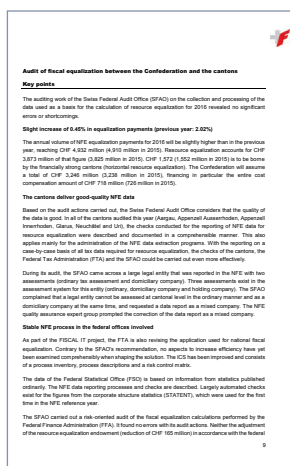 Audit of fiscal equalization between the Confederation and the cantons
Key points
The auditing work of the Swiss Federal Audit Office (SFAO) on the collection and processing of the
data used as a basis for the calculation of resource equalization for 2016 revealed no significant
errors or shortcomings.
Slight increase of 0.45% in equalization payments (previous year: 2.02%)
The annual volume of NFE equalization payments for 2016 will be slightly higher than in the previous
year, reaching CHF 4,932 million (4,910 million in 2015). Resource equalization accounts for CHF
3,873 million of that figure (3,825 million in 2015). CHF 1,572 (1,552 million in 2015) is to be borne
by the financially strong cantons (horizontal resource equalization). The Confederation will assume
a total of CHF 3,246 million (3,238 million in 2015), financing in particular the entire cost
compensation amount of CHF 718 million (726 million in 2015).
The cantons deliver good-quality NFE data
Based on the audit actions carried out, the Swiss Federal Audit Office considers that the quality of
the data is good. In all of the cantons audited this year (Aargau, Appenzell Ausserrhoden, Appenzell
Innerrhoden, Glarus, Neuchâtel and Uri), the checks conducted for the reporting of NFE data for
resource equalization were described and documented in a comprehensible manner. This also
applies mainly for the administration of the NFE data extraction programs. With the reporting on a
case-by-case basis of all tax data required for resource equalization, the checks of the cantons, the
Federal Tax Administration (FTA) and the SFAO could be carried out even more effectively.
During its audit, the SFAO came across a large legal entity that was reported in the NFE with two
assessments (ordinary tax assessment and domiciliary company). Three assessments exist in the
assessment system for this entity (ordinary, domiciliary company and holding company). The SFAO
complained that a legal entity cannot be assessed at cantonal level in the ordinary manner and as a
domiciliary company at the same time, and requested a data report as a mixed company. The NFE
quality assurance expert group prompted the correction of the data report as a mixed company.
Stable NFE process in the federal offices involved
As part of the FISCAL IT project, the FTA is also revising the application used for national fiscal
equalization. Contrary to the SFAO's recommendation, no aspects to increase efficiency have yet
been examined comprehensively when shaping the solution. The ICS has been improved and consists
of a process inventory, process descriptions and a risk control matrix.
The data of the Federal Statistical Office (FSO) is based on information from statistics published
ordinarily. The NFE data reporting processes and checks are described. Largely automated checks
exist for the figures from the corporate structure statistics (STATENT), which were used for the first
time in the NFE reference year.
The SFAO carried out a risk-oriented audit of the fiscal equalization calculations performed by the
Federal Finance Administration (FFA). It found no errors with its audit actions. Neither the adjustment
of the resource equalization endowment (reduction of CHF 165 million) in accordance with the federal
9